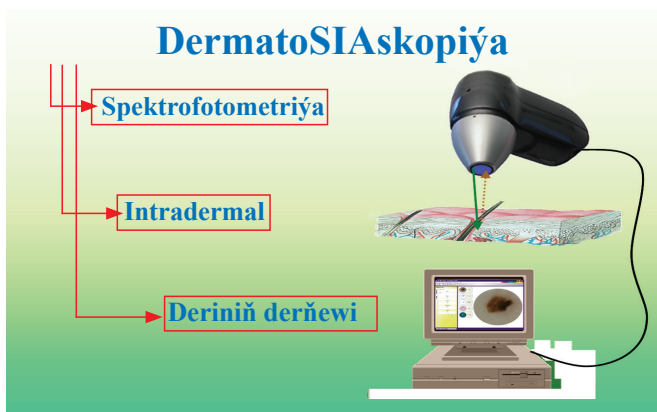 DermatoSIAskopiýa
Spektrofotometriýa
Intradermal
Deriniň derňewi